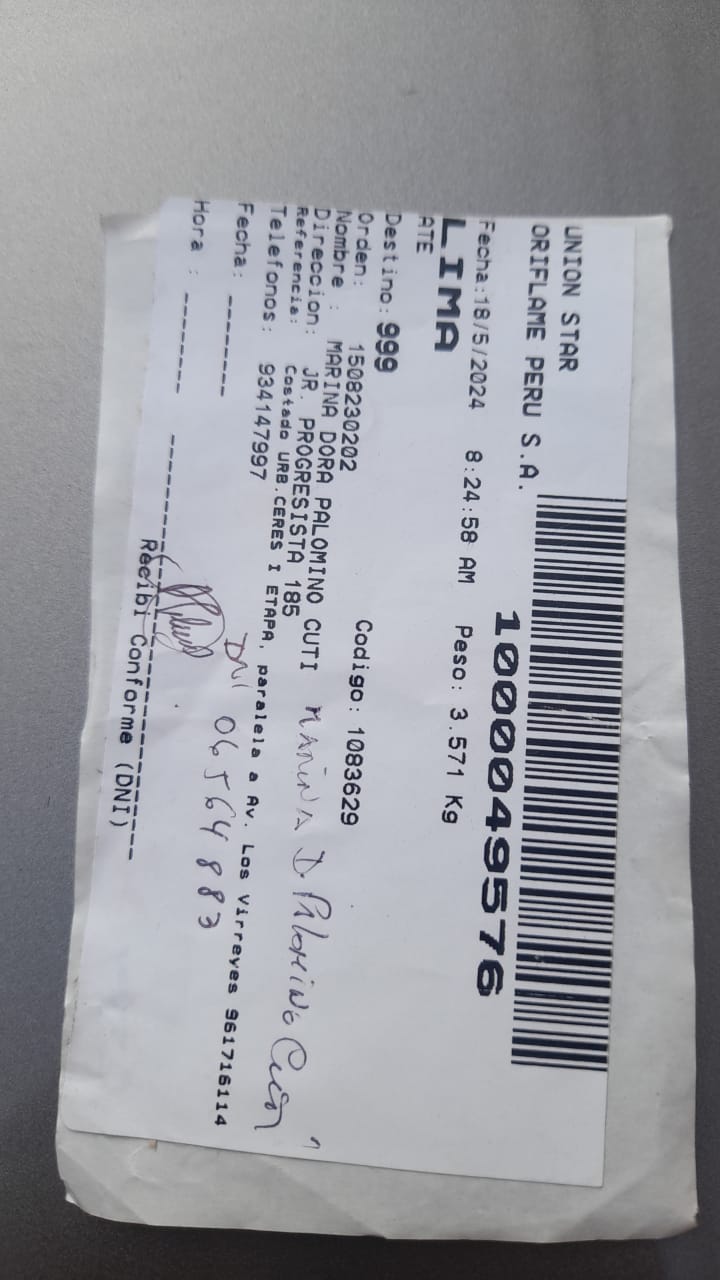 UNION STAR
ORIFLAME PERU S.A.
1000049576
Fecha:18/5/2024 8:24:58 AM Peso: 3.571 Kg
LIMA
ATE
Destino: 999
Orden: 1508230202 Codigo: 1083629
Nombre : MARINA DORA PALOMINO CUTI
Direccion: JR. PROGRESISTA 185
Referencia: Costado URB.CERES I ETAPA, paralela a Av. Los Virreyes 961716114
Telefonos: 934147997
MARINA D. PALOMINO
DNI 06564883
Fecha: --------
Hora : --------
Recibi Conforme (DNI)